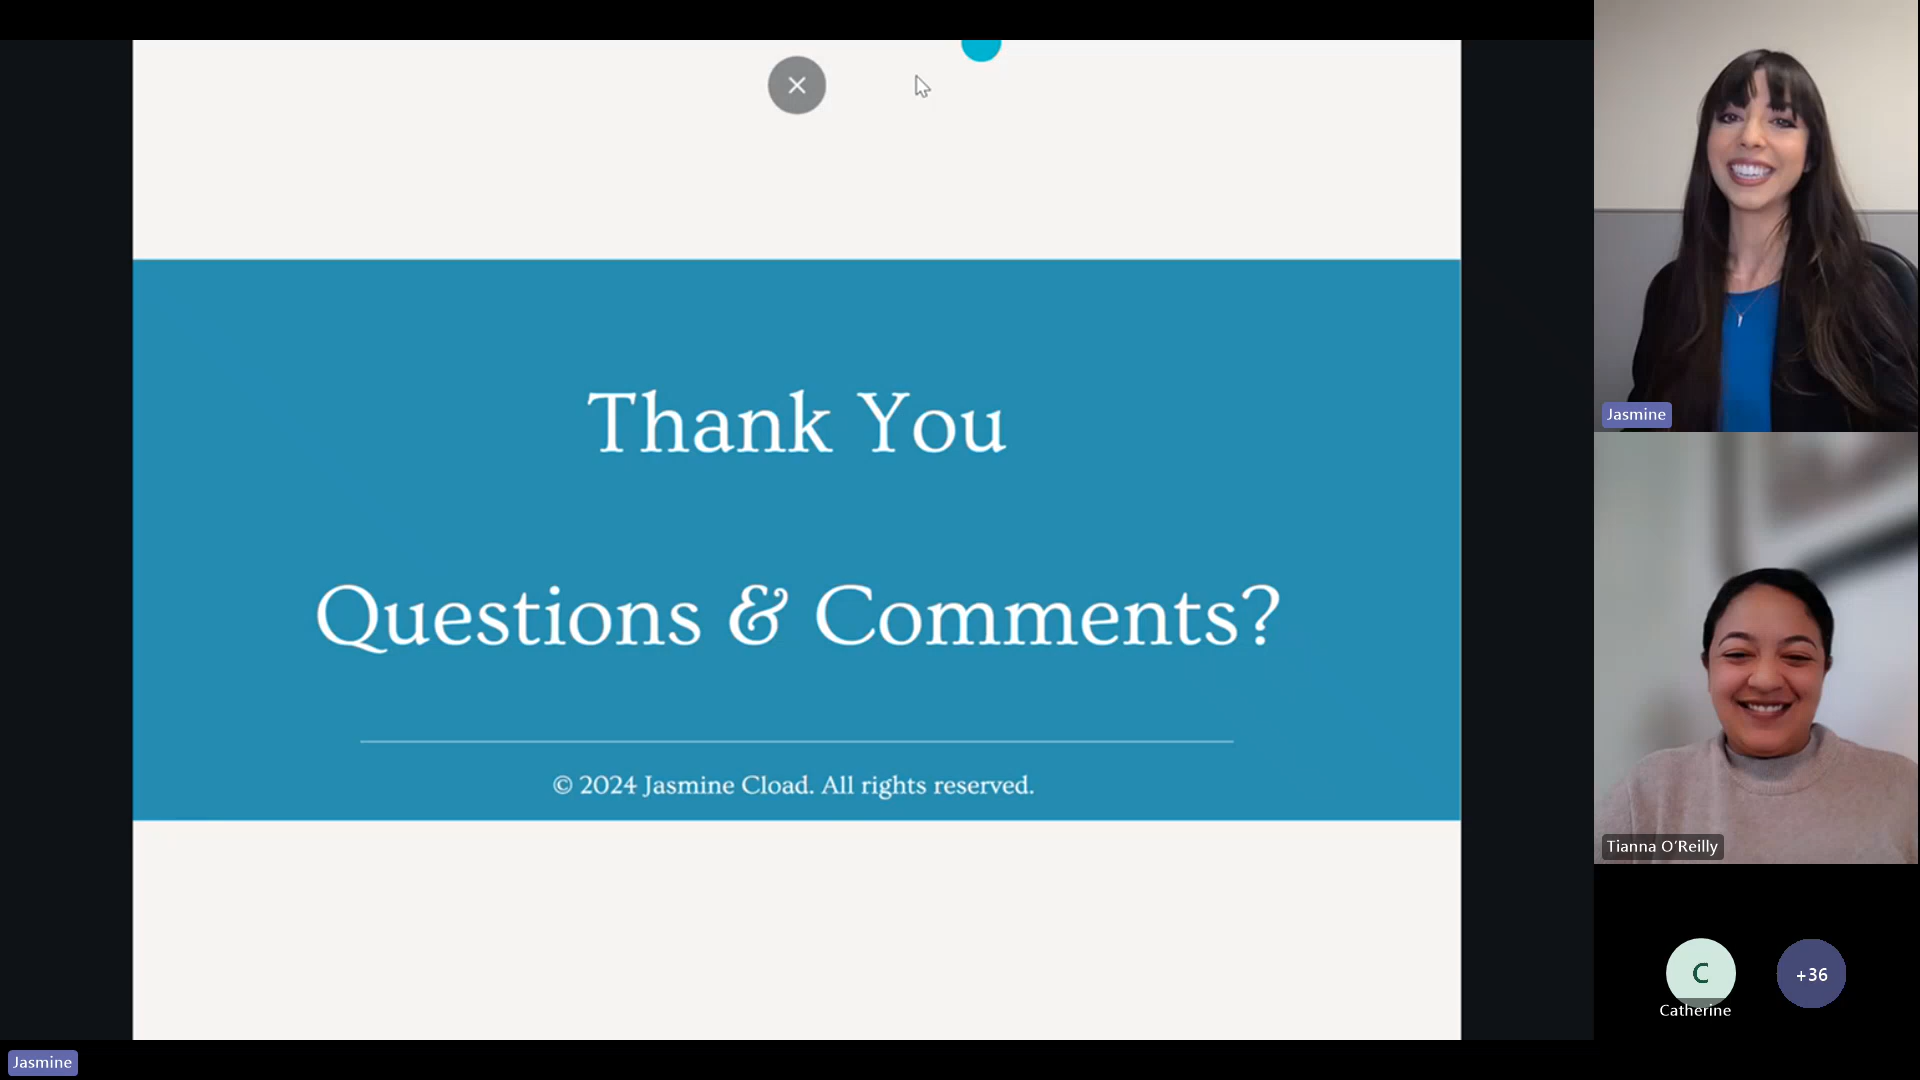 Thank You
Questions & Comments?
© 2024 Jasmine Cload. All rights reserved.
Jasmine
Tianna O'Reilly
C
Catherine
+36
Jasmine